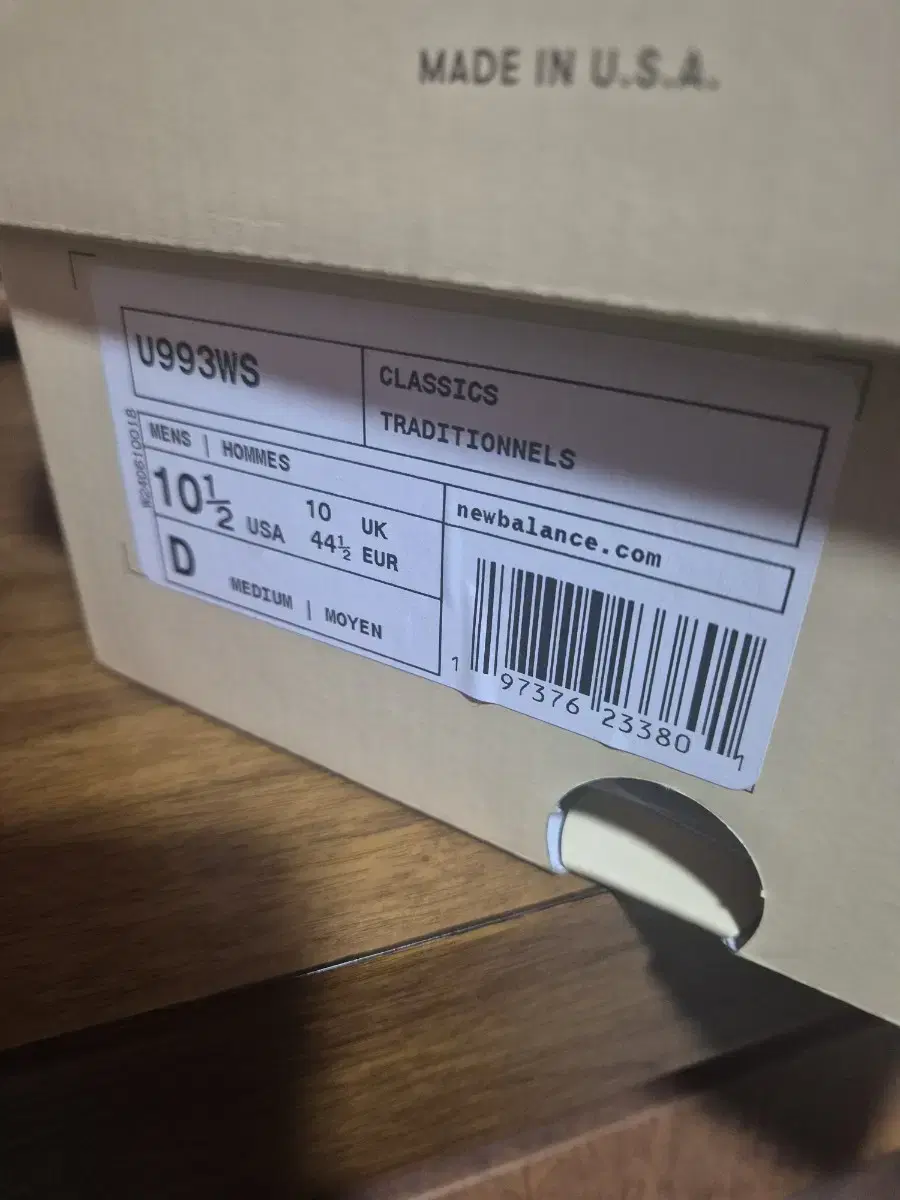 MADE IN U.S.A.
U993WS
CLASSICS
TRADITIONNELS
MENS | HOMMES
10½ USA
10 UK
44½ EUR
D
MEDIUM | MOYEN
newbalance.com
1 97376 23380 1